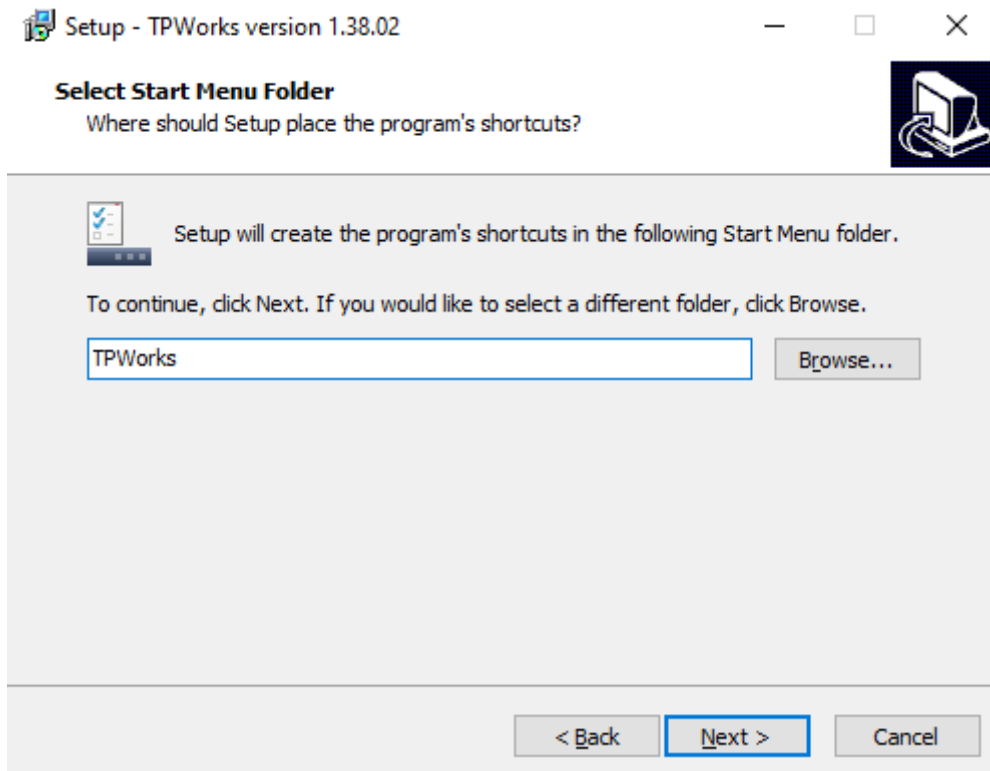 Setup - TPWorks version 1.38.02
Select Start Menu Folder
Where should Setup place the program's shortcuts?
Setup will create the program's shortcuts in the following Start Menu folder.
To continue, click Next. If you would like to select a different folder, click Browse.
TPWorks
Browse...
< Back
Next >
Cancel